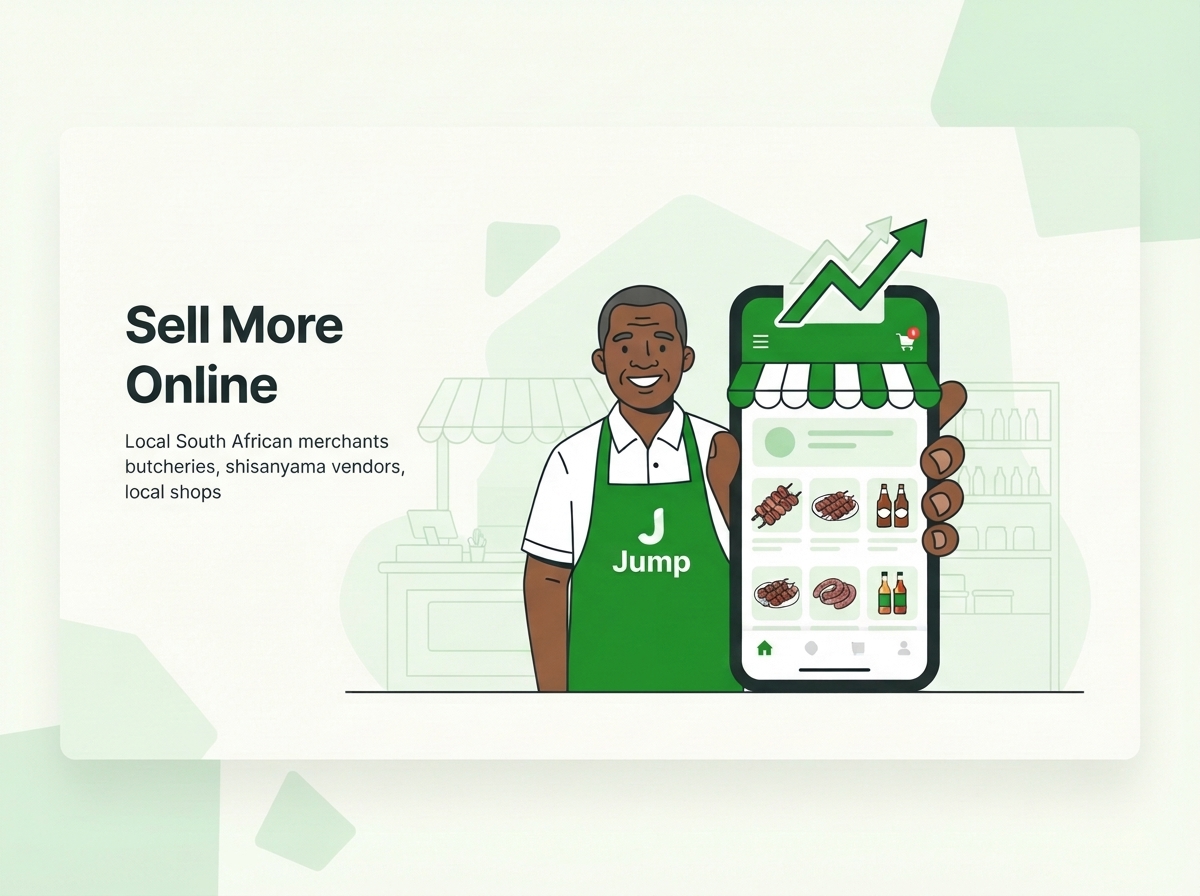 Sell More
Online
Local South African merchants
butcheries, shisanyama vendors,
local shops
J
Jump